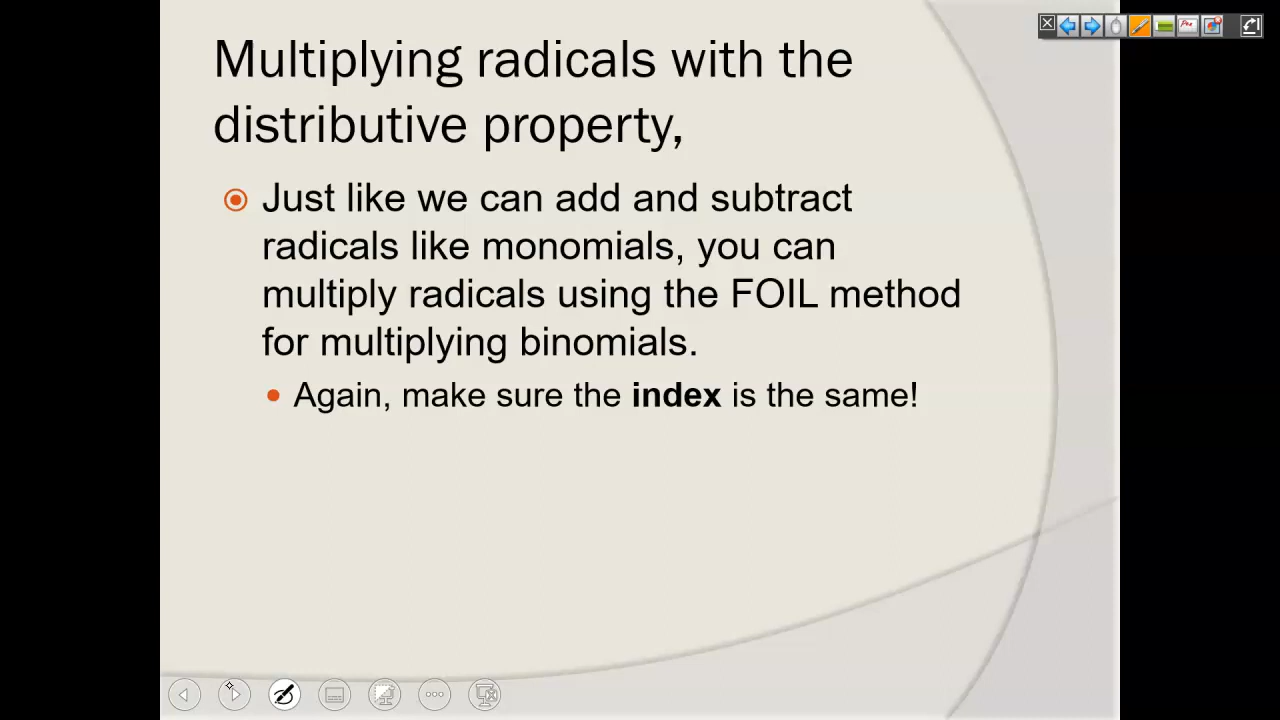 Multiplying radicals with the
distributive property,
Just like we can add and subtract
radicals like monomials, you can
multiply radicals using the FOIL method
for multiplying binomials.
Again, make sure the index is the same!